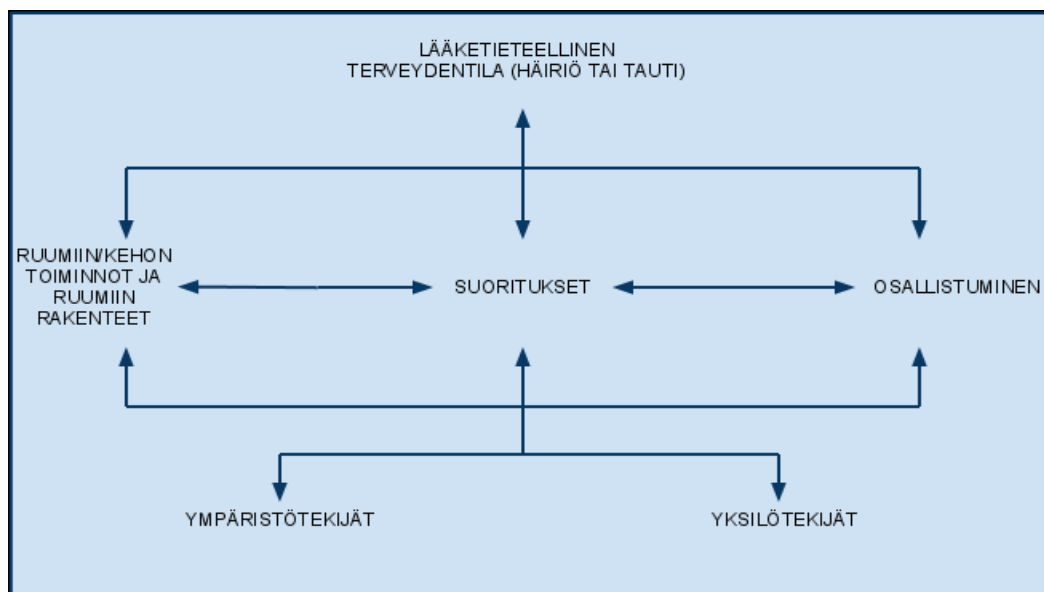 LÄÄKETIETEELLINEN
TERVEYDENTILA (HÄIRIÖ TAI TAUTI)
RUUMIIN/KEHON
TOIMINNOT JA
RUUMIIN
RAKENTEET
SUORITUKSET
OSALLISTUMINEN
YMPÄRISTÖTEKIJÄT
YKSILÖTEKIJÄT